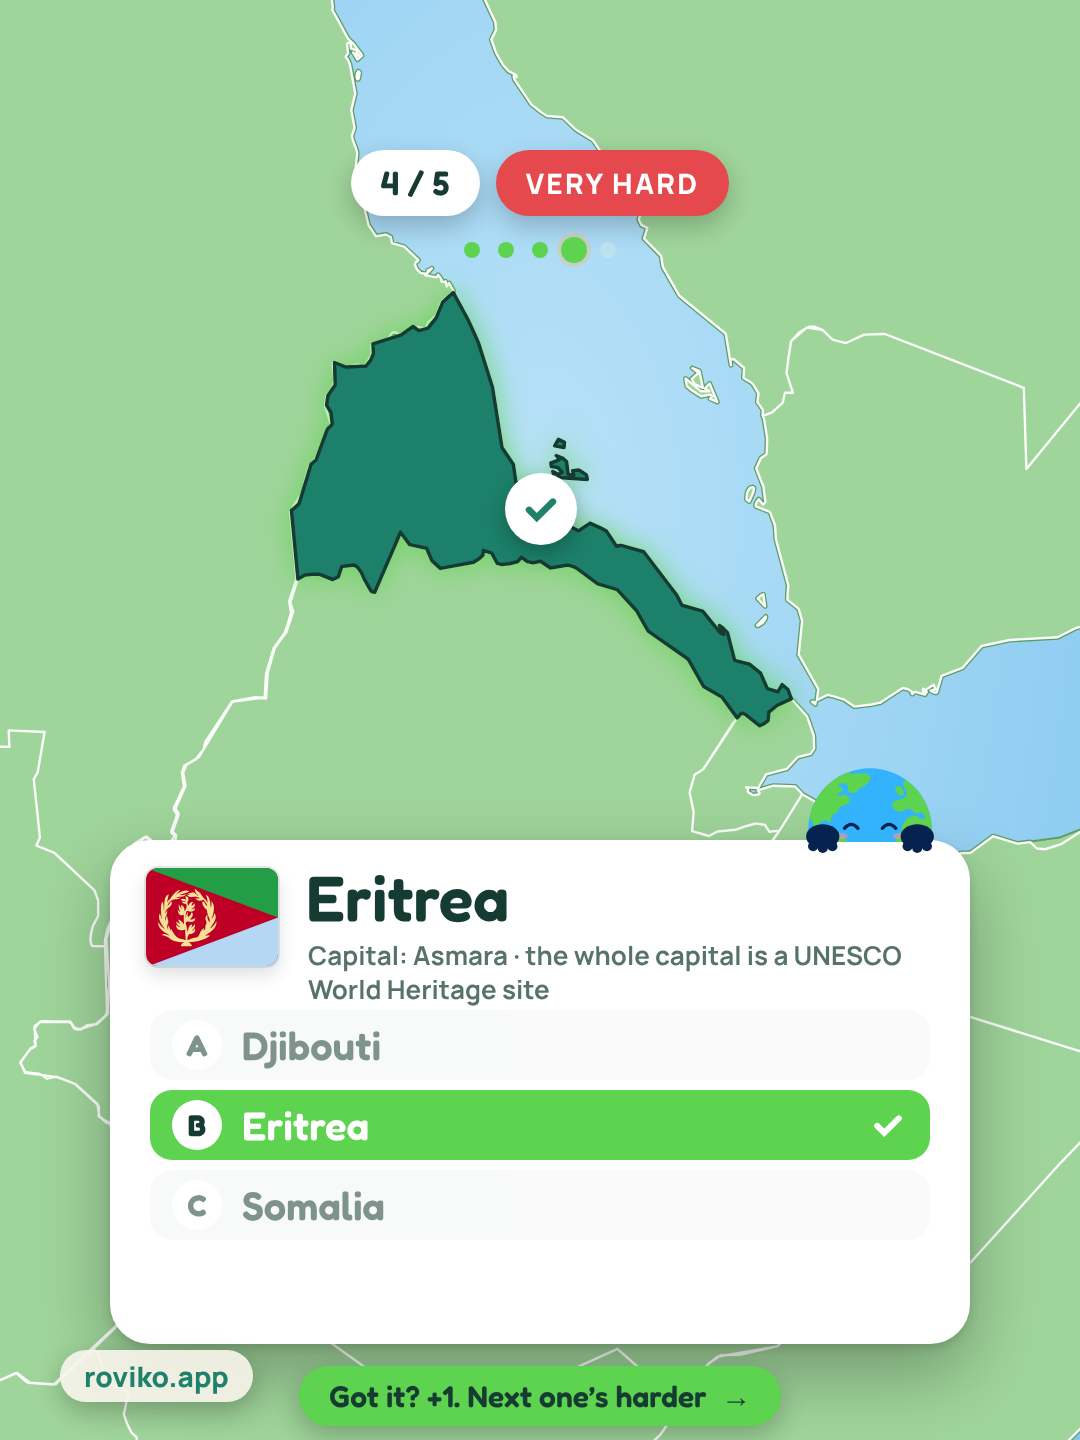 4 / 5
VERY HARD
Eritrea
Capital: Asmara · the whole capital is a UNESCO
World Heritage site
A Djibouti
B Eritrea
C Somalia
roviko.app
Got it? +1. Next one’s harder →